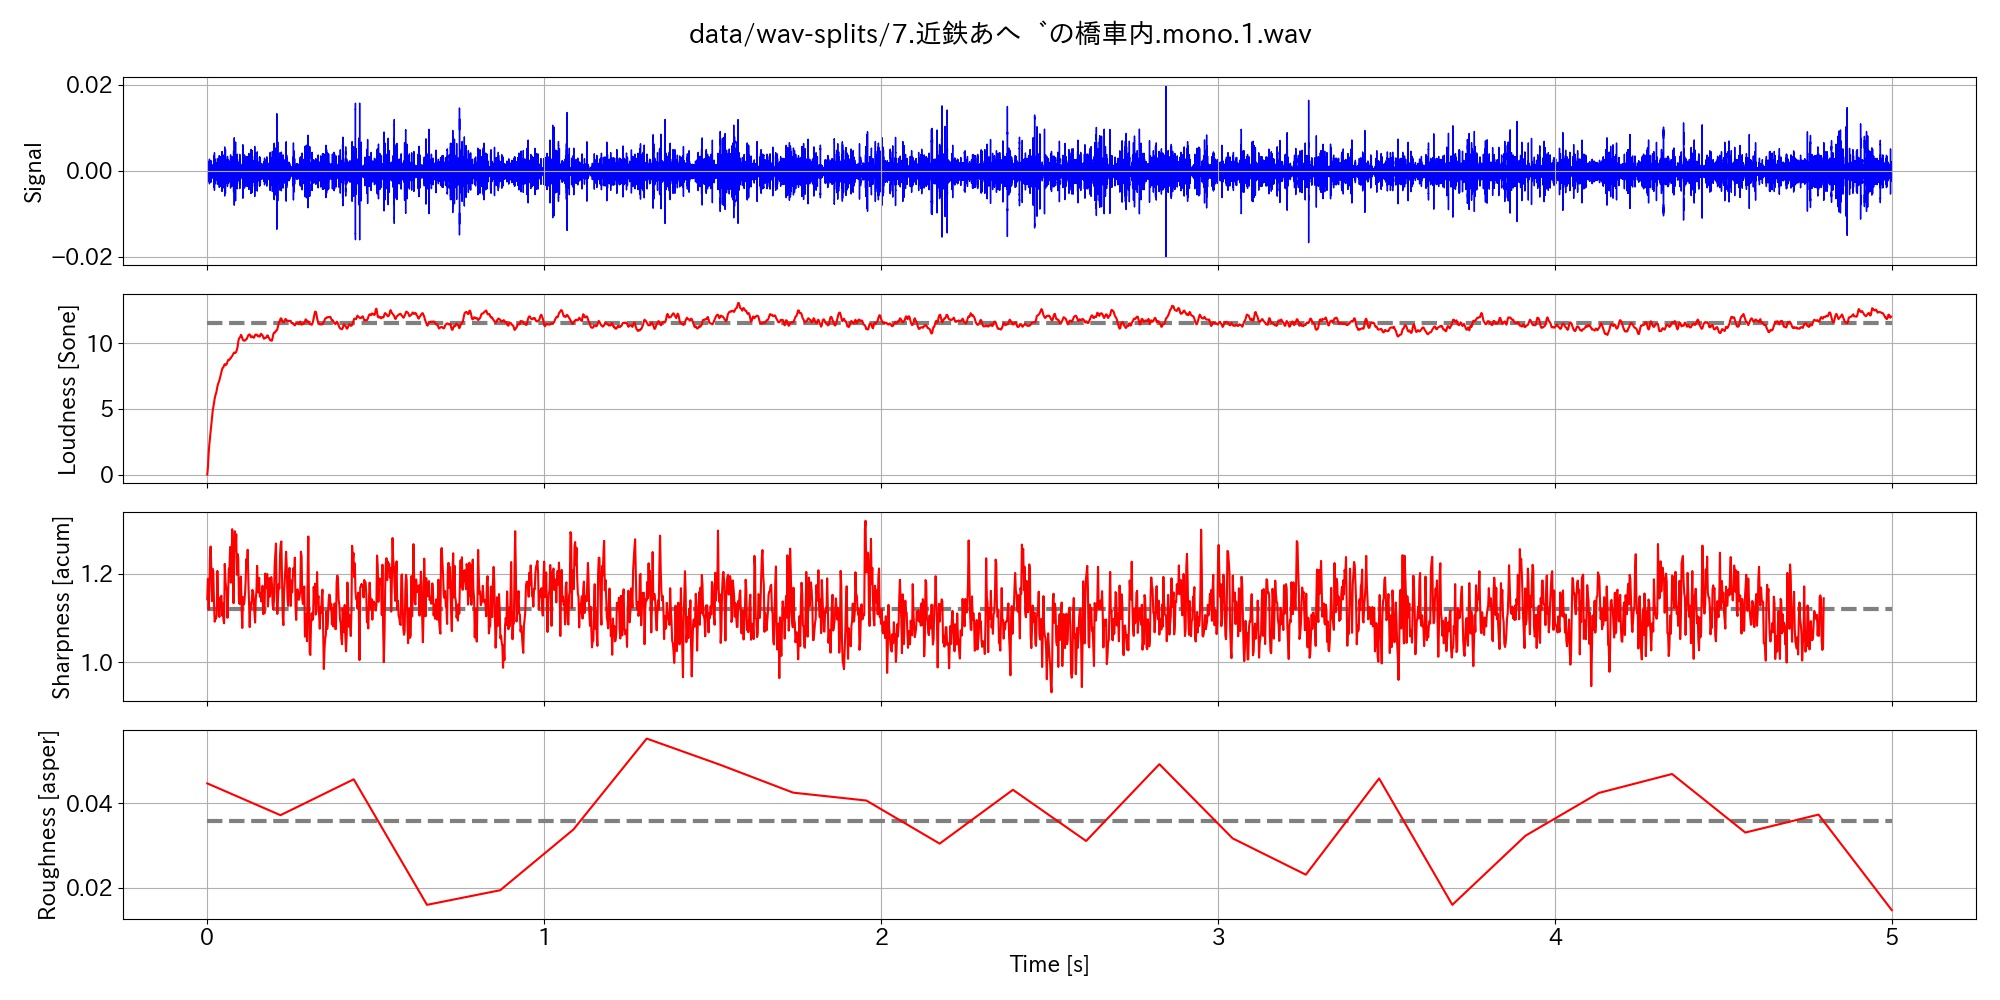 data/wav-splits/7.近鉄あへ゛の橋車内.mono.1.wav
Signal
0.02
0.00
−0.02
Loudness [Sone]
10
5
0
Sharpness [acum]
1.2
1.0
Roughness [asper]
0.04
0.02
0 1 2 3 4 5
Time [s]